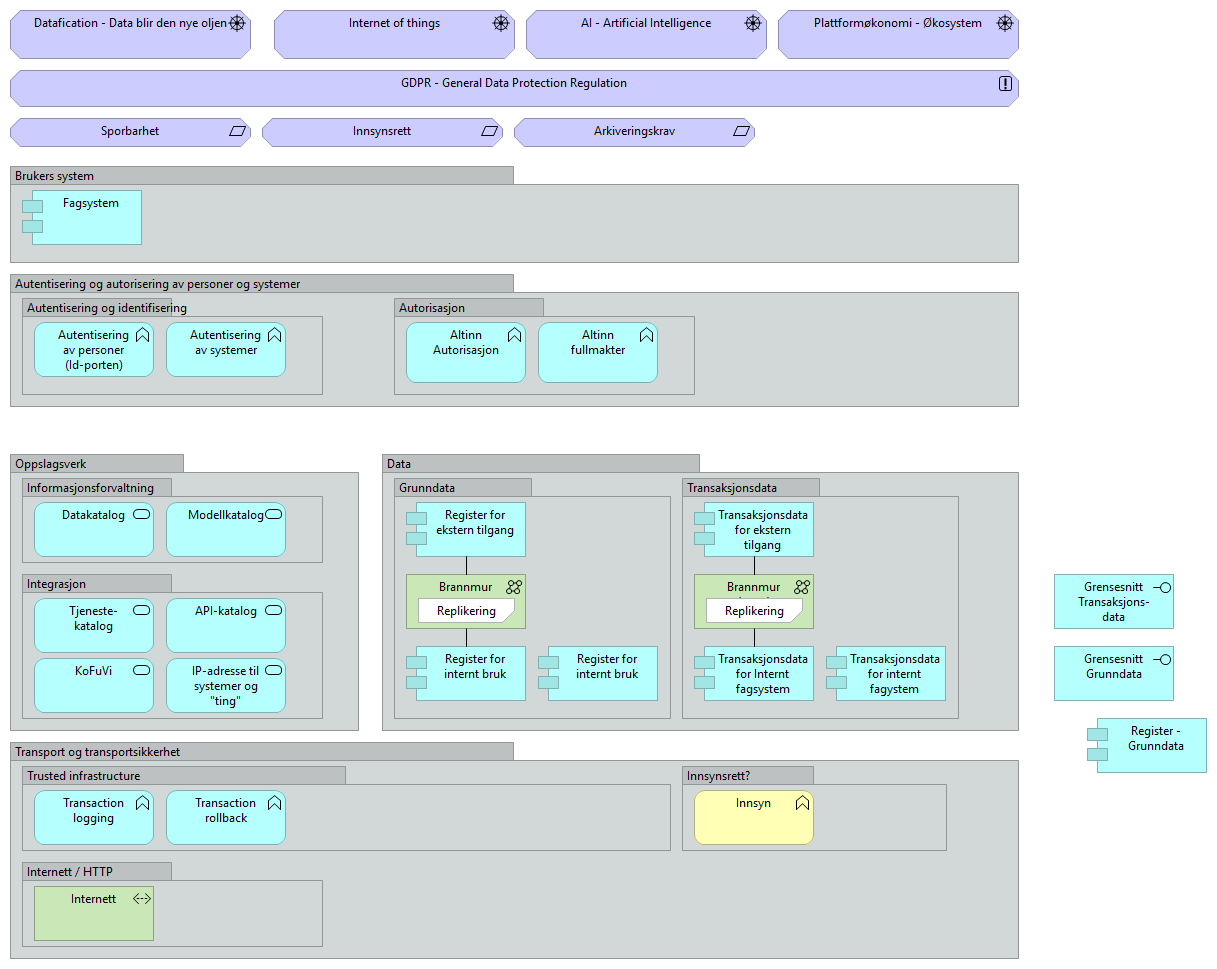 Datafication - Data blir den nye oljen
Internet of things
AI - Artificial Intelligence
Plattformøkonomi - Økosystem
GDPR - General Data Protection Regulation
Sporbarhet
Innsynsrett
Arkiveringskrav
Brukers system
Fagsystem
Autentisering og autorisering av personer og systemer
Autentisering og identifisering
Autentisering
av personer
(Id-porten)
Autentisering
av systemer
Autorisasjon
Altinn
Autorisasjon
Altinn
fullmakter
Oppslagsverk
Informasjonsforvaltning
Datakatalog
Modellkatalog
Integrasjon
Tjeneste-
katalog
API-katalog
KoFuVi
IP-adresse til
systemer og
"ting"
Data
Grunndata
Register for
ekstern tilgang
Brannmur
Replikering
Register for
internt bruk
Register for
internt bruk
Transaksjonsdata
Transaksjonsdata
for ekstern
tilgang
Brannmur
Replikering
Transaksjonsdata
for Internt
fagsystem
Transaksjonsdata
for internt
fagystem
Grensesnitt
Transaksjons-
data
Grensesnitt
Grunndata
Register -
Grunndata
Transport og transportsikkerhet
Trusted infrastructure
Transaction
logging
Transaction
rollback
Innsynsrett?
Innsyn
Internett / HTTP
Internett